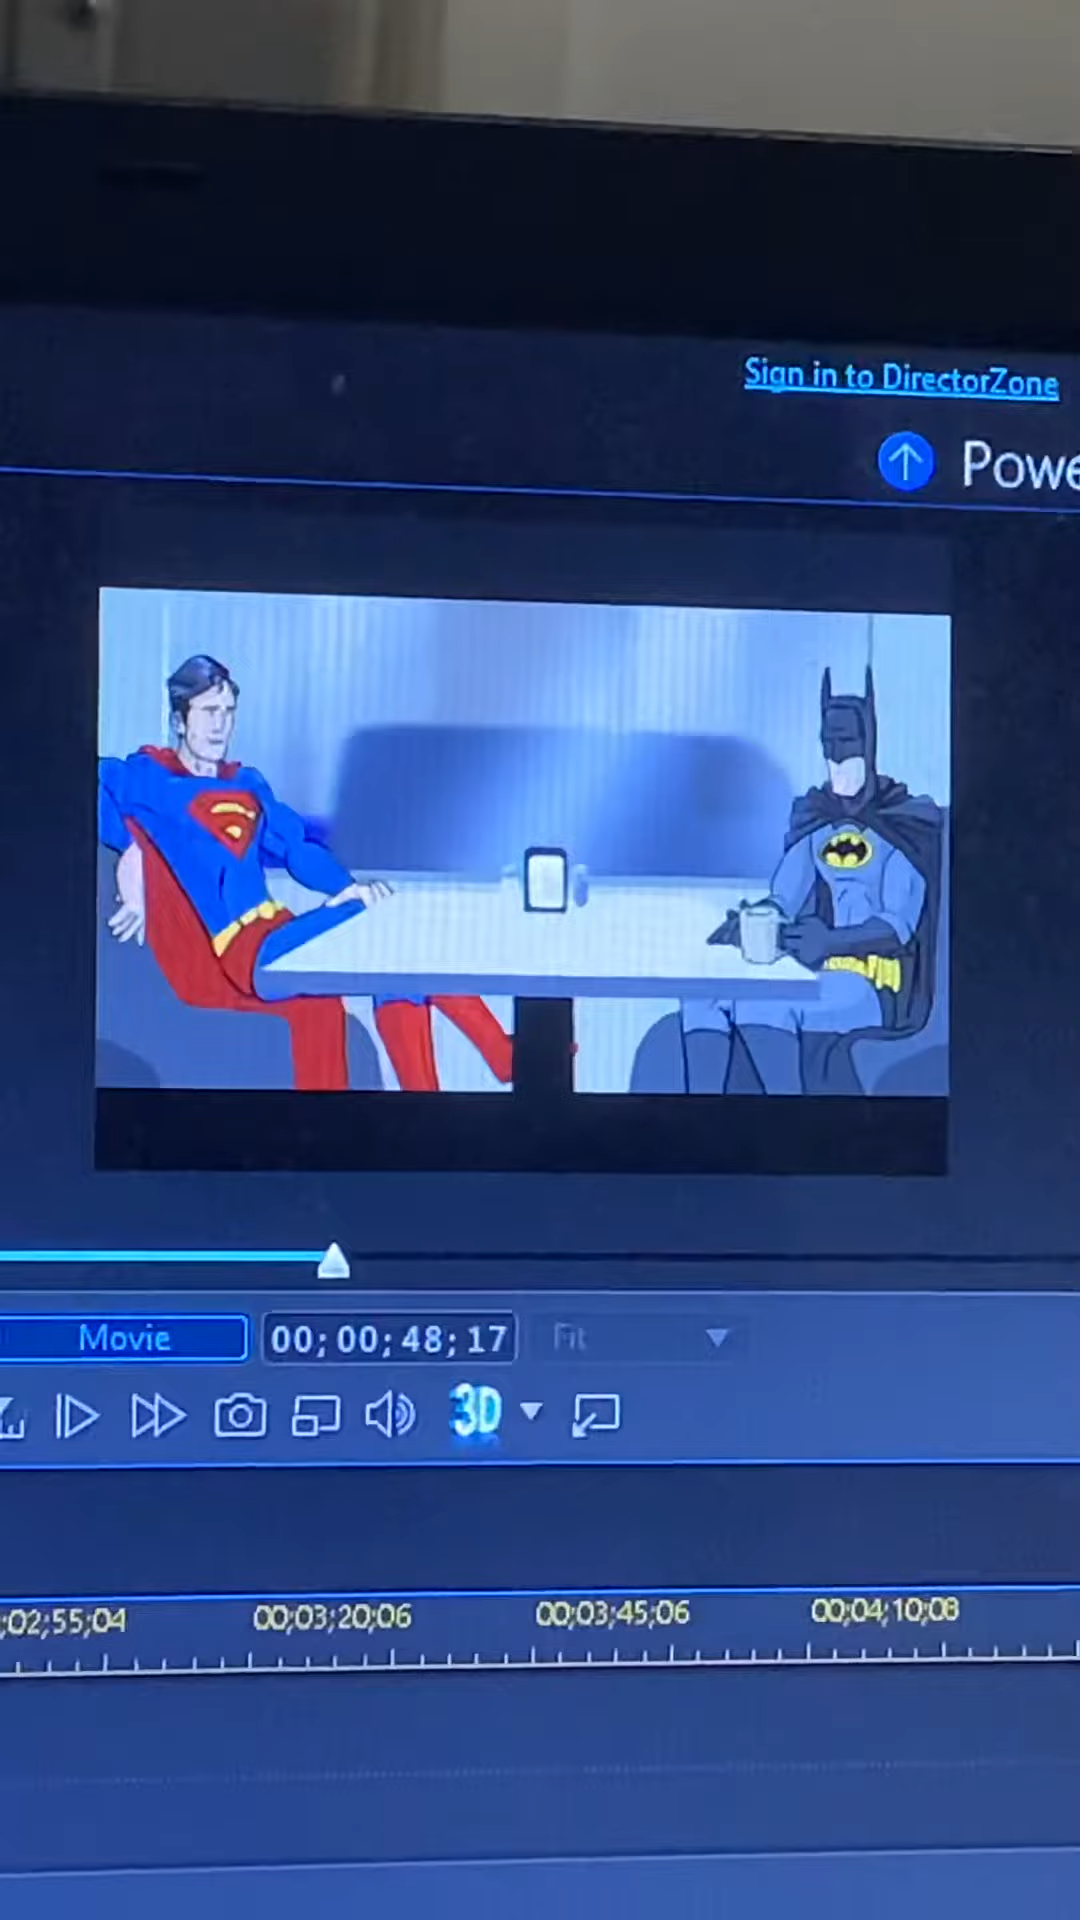 Sign in to DirectorZone
Powe
Movie
00; 00; 48; 17
Fit
3D
;02;55;04
00;03;20;06
00;03;45;06
00;04;10;08